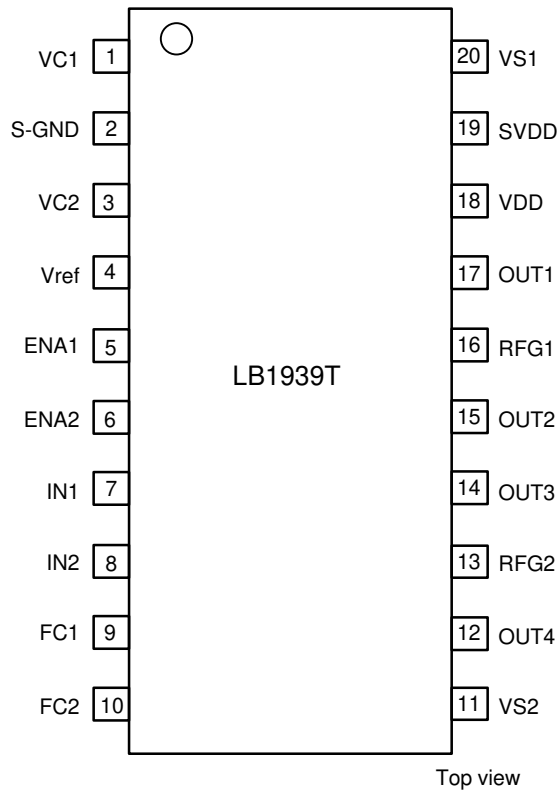 VC1 1 20 VS1
S-GND 2 19 SVDD
VC2 3 18 VDD
Vref 4 17 OUT1
ENA1 5 16 RFG1
LB1939T
ENA2 6 15 OUT2
IN1 7 14 OUT3
IN2 8 13 RFG2
FC1 9 12 OUT4
FC2 10 11 VS2
Top view